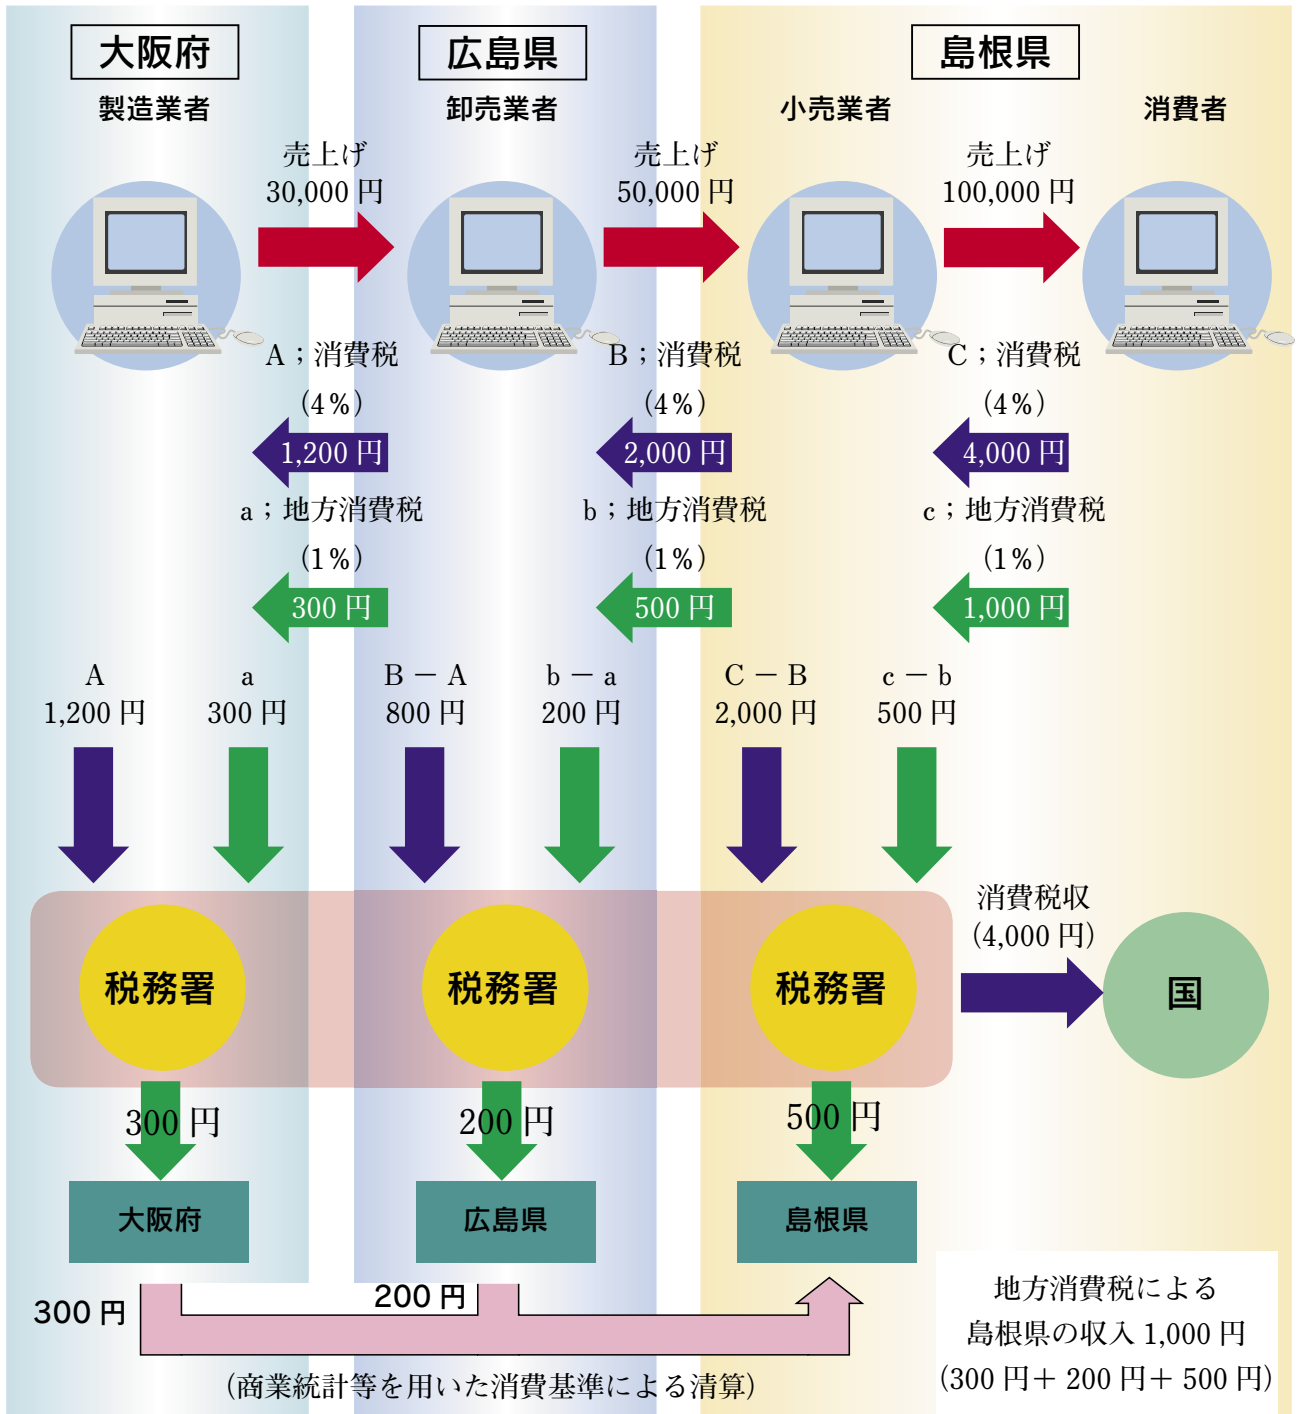 大阪府
広島県
島根県
製造業者
卸売業者
小売業者
消費者
売上げ
30,000 円
売上げ
50,000 円
売上げ
100,000 円
A；消費税
(4%)
1,200 円
B；消費税
(4%)
2,000 円
C；消費税
(4%)
4,000 円
a；地方消費税
(1%)
300 円
b；地方消費税
(1%)
500 円
c；地方消費税
(1%)
1,000 円
A
1,200 円
a
300 円
B － A
800 円
b － a
200 円
C － B
2,000 円
c － b
500 円
税務署
税務署
税務署
消費税収
(4,000 円)
国
300 円
200 円
500 円
大阪府
広島県
島根県
300 円
200 円
(商業統計等を用いた消費基準による清算)
地方消費税による
島根県の収入 1,000 円
(300 円＋ 200 円＋ 500 円)